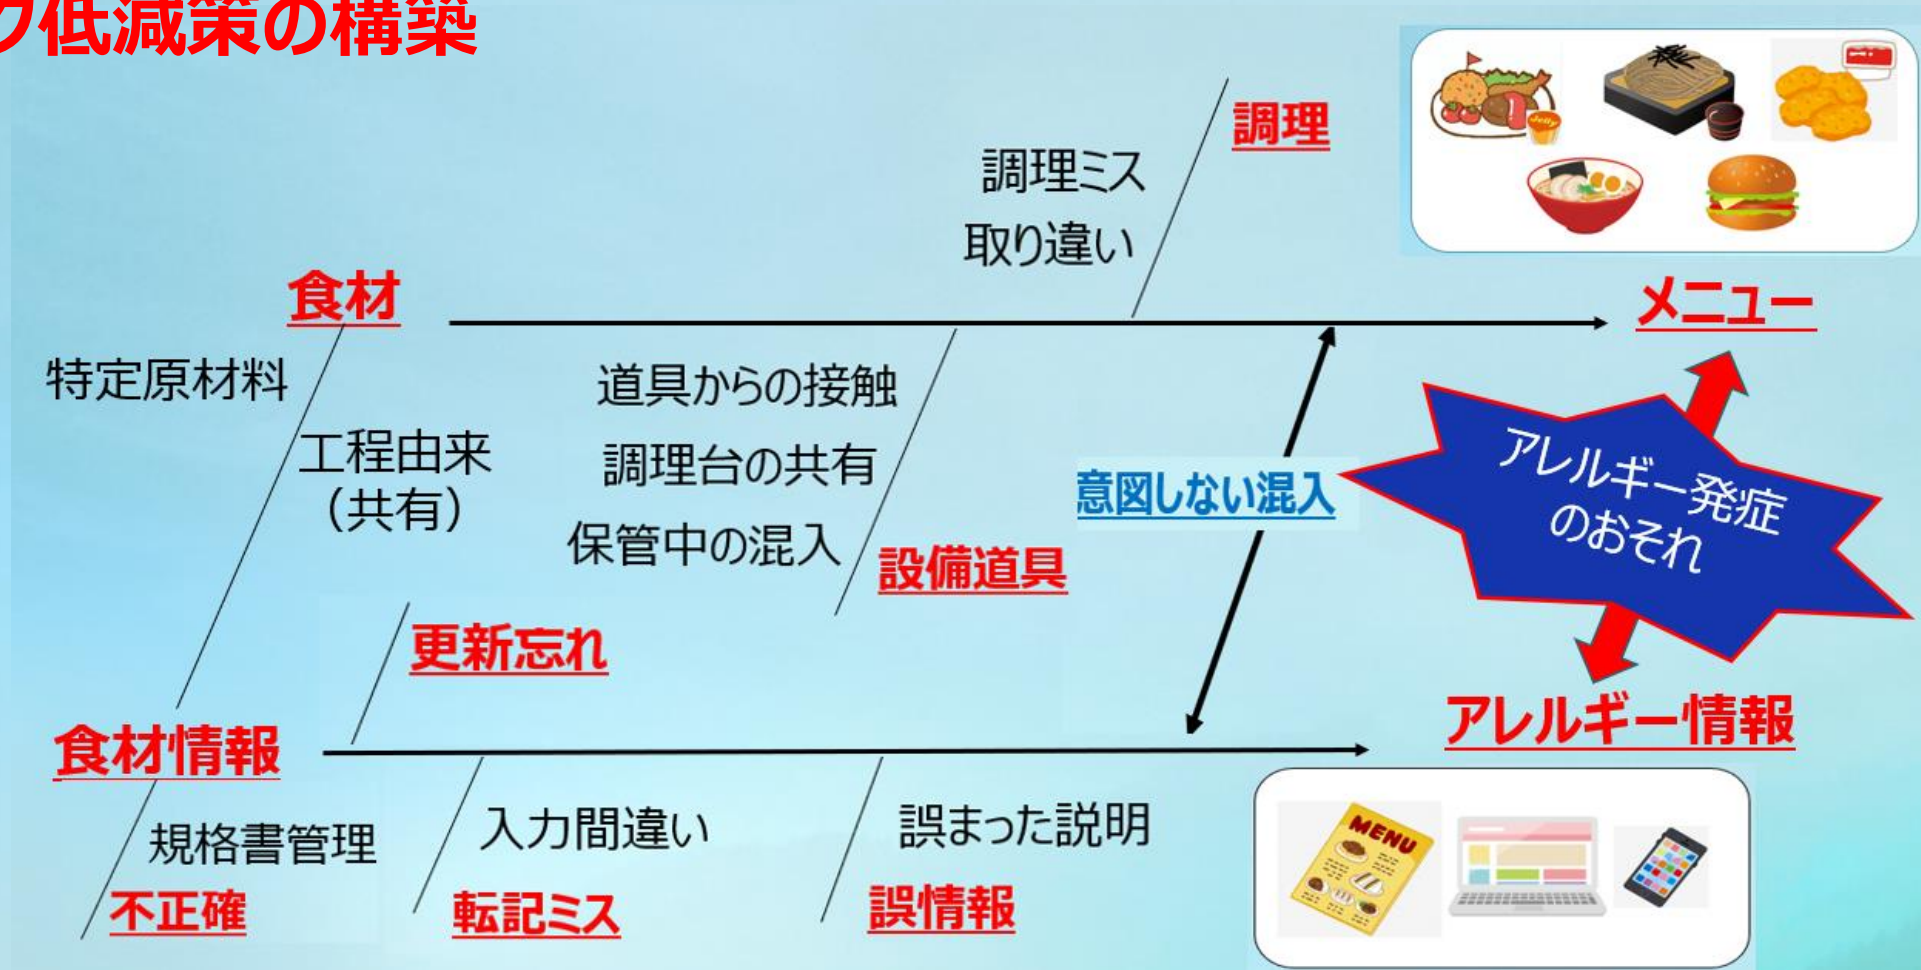 ク低減策の構築
調理
調理ミス
取り違い
食材
メニュー
特定原材料
工程由来
（共有）
道具からの接触
調理台の共有
保管中の混入
設備道具
意図しない混入
アレルギー発症
のおそれ
更新忘れ
食材情報
アレルギー情報
規格書管理
不正確
入力間違い
転記ミス
誤まった説明
誤情報
Jelly
MENU